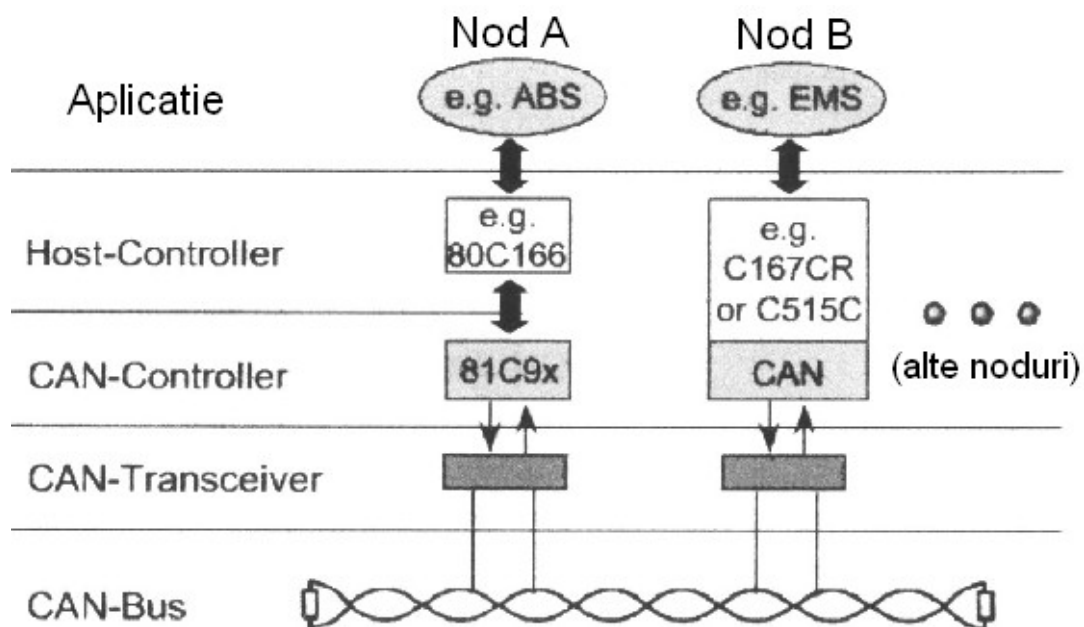 Nod A
Nod B
Aplicatie
e.g. ABS
e.g. EMS
Host-Controller
e.g.
80C166
e.g.
C167CR
or C515C
CAN-Controller
81C9x
CAN
(alte noduri)
CAN-Transceiver
CAN-Bus